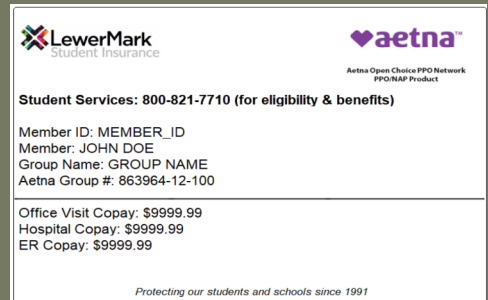 LewerMark
Student Insurance
aetna™
Aetna Open Choice PPO Network
PPO/NAP Product
Student Services: 800-821-7710 (for eligibility & benefits)
Member ID: MEMBER_ID
Member: JOHN DOE
Group Name: GROUP NAME
Aetna Group #: 863964-12-100
Office Visit Copay: $9999.99
Hospital Copay: $9999.99
ER Copay: $9999.99
Protecting our students and schools since 1991